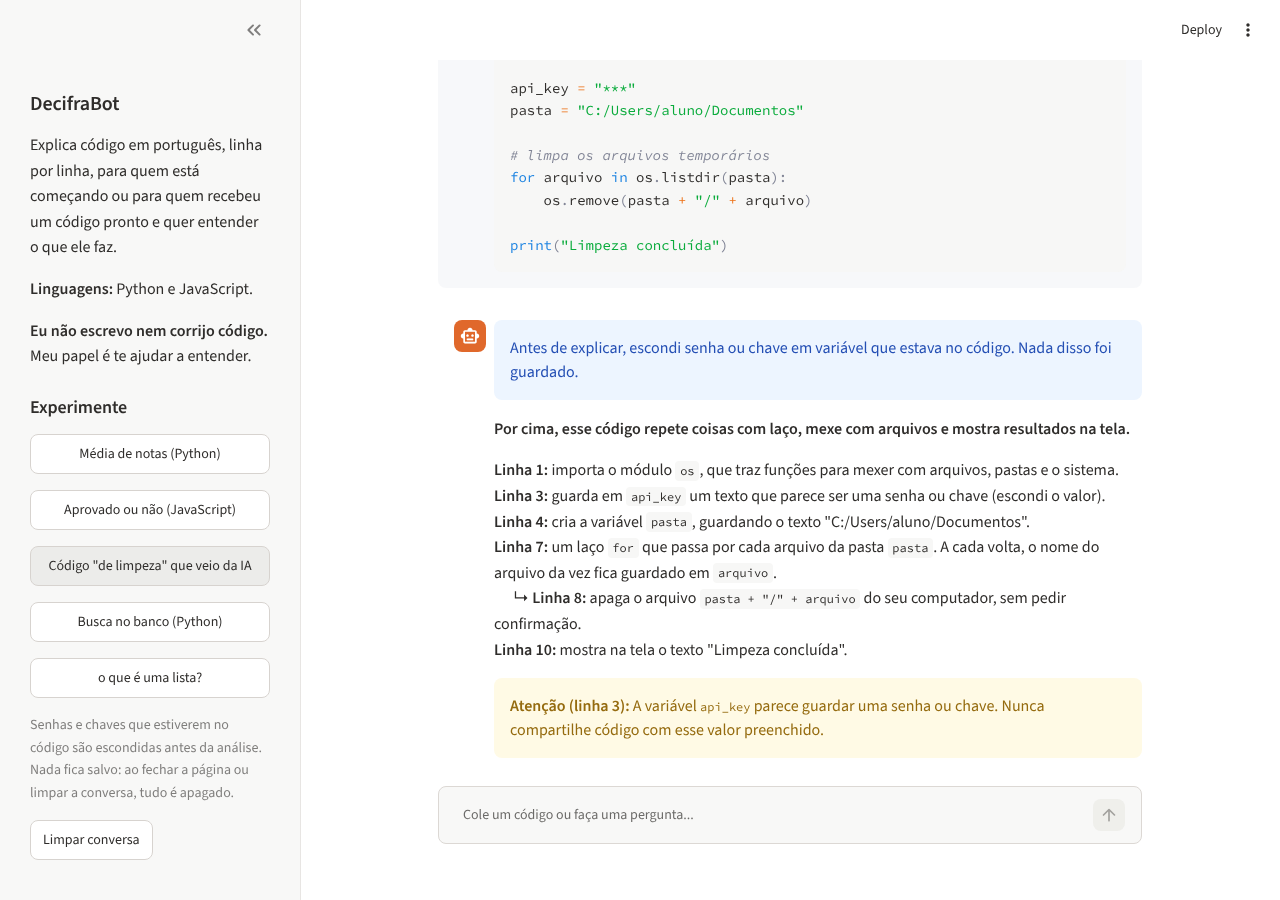 Deploy
DecifraBot
Explica código em português, linha
por linha, para quem está
começando ou para quem recebeu
um código pronto e quer entender
o que ele faz.
Linguagens: Python e JavaScript.
Eu não escrevo nem corrijo código.
Meu papel é te ajudar a entender.
Experimente
Média de notas (Python)
Aprovado ou não (JavaScript)
Código "de limpeza" que veio da IA
Busca no banco (Python)
o que é uma lista?
Senhas e chaves que estiverem no
código são escondidas antes da análise.
Nada fica salvo: ao fechar a página ou
limpar a conversa, tudo é apagado.
Limpar conversa
api_key = "***"
pasta = "C:/Users/aluno/Documentos"
# limpa os arquivos temporários
for arquivo in os.listdir(pasta):
    os.remove(pasta + "/" + arquivo)
print("Limpeza concluída")
Antes de explicar, escondi senha ou chave em variável que estava no código. Nada disso foi
guardado.
Por cima, esse código repete coisas com laço, mexe com arquivos e mostra resultados na tela.
Linha 1: importa o módulo os, que traz funções para mexer com arquivos, pastas e o sistema.
Linha 3: guarda em api_key um texto que parece ser uma senha ou chave (escondi o valor).
Linha 4: cria a variável pasta, guardando o texto "C:/Users/aluno/Documentos".
Linha 7: um laço for que passa por cada arquivo da pasta pasta. A cada volta, o nome do
arquivo da vez fica guardado em arquivo.
↳ Linha 8: apaga o arquivo pasta + "/" + arquivo do seu computador, sem pedir
confirmação.
Linha 10: mostra na tela o texto "Limpeza concluída".
Atenção (linha 3): A variável api_key parece guardar uma senha ou chave. Nunca
compartilhe código com esse valor preenchido.
Cole um código ou faça uma pergunta...